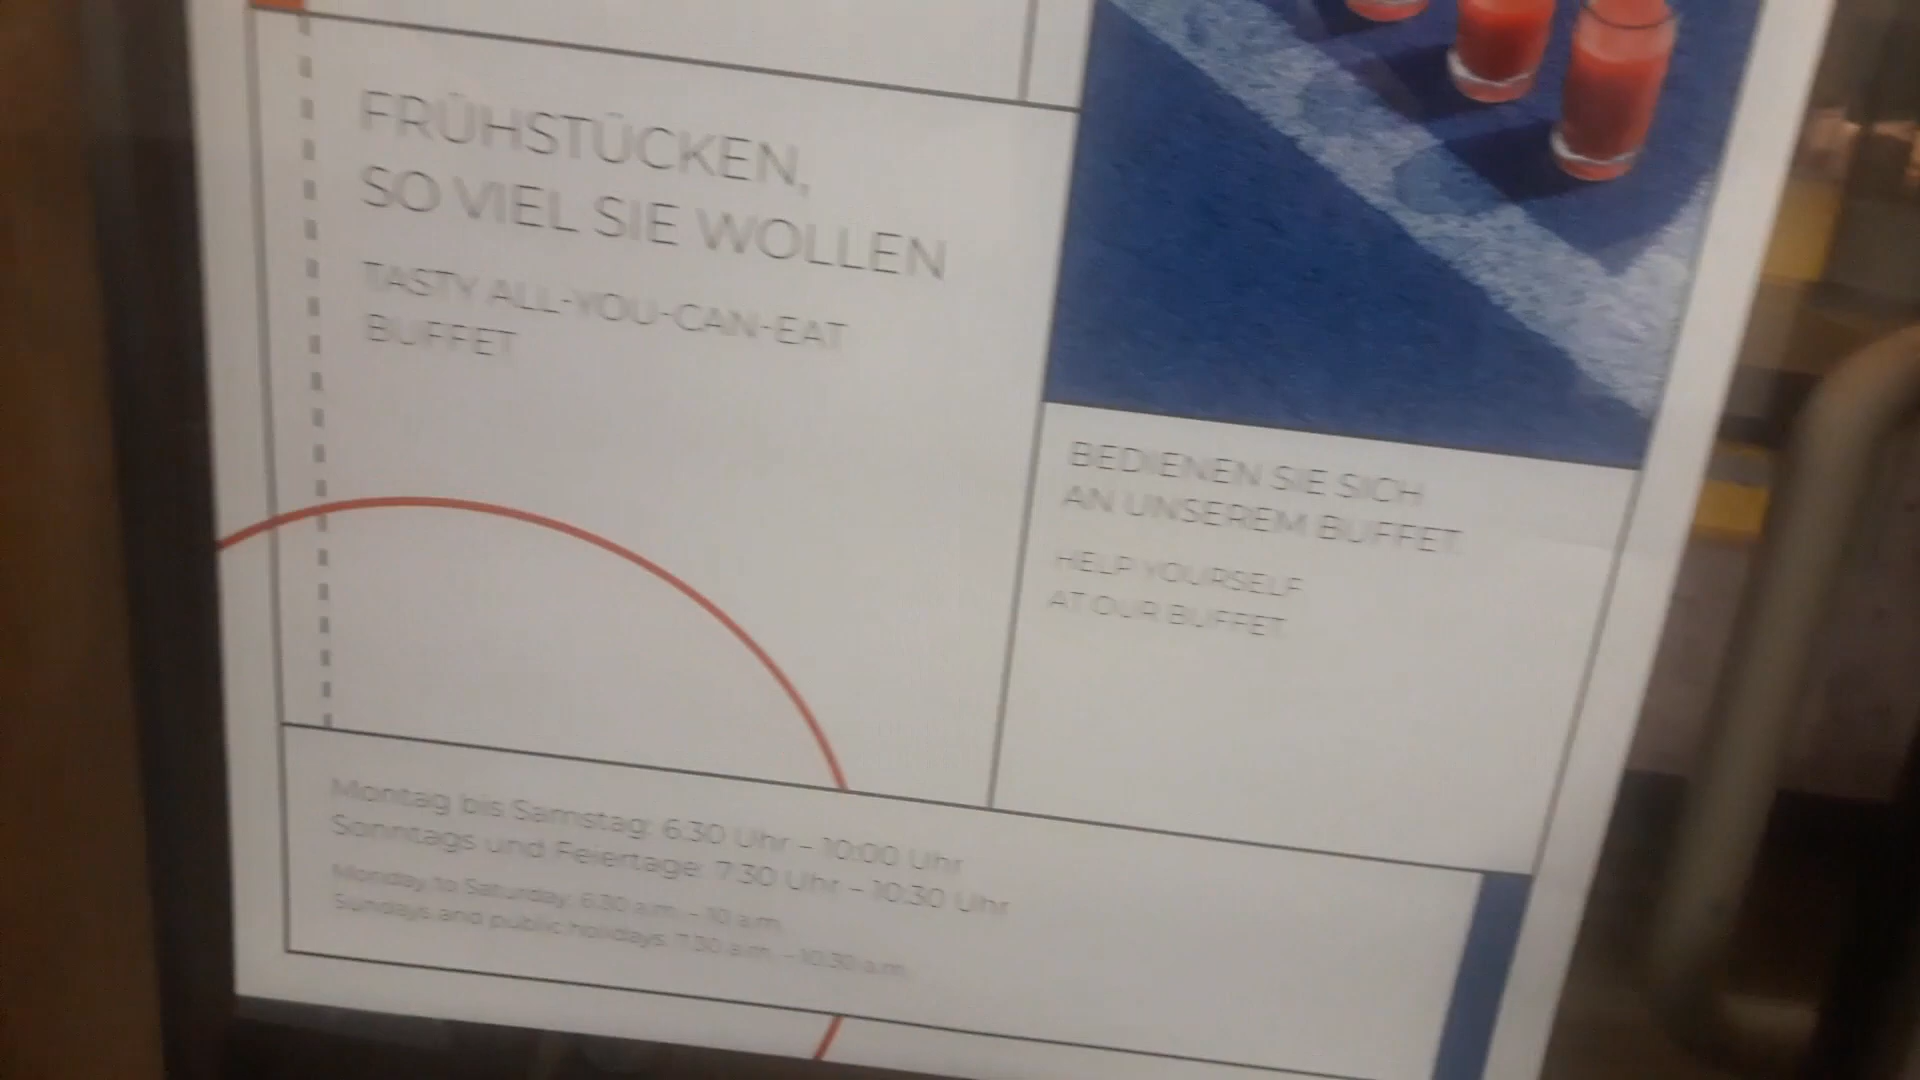 FRÜHSTÜCKEN,
SO VIEL SIE WOLLEN
TASTY ALL-YOU-CAN-EAT
BUFFET
BEDIENEN SIE SICH
AN UNSEREM BUFFET.
HELP YOURSELF
AT OUR BUFFET.
Montag bis Samstag: 6.30 Uhr – 10:00 Uhr
Sonntags und Feiertage: 7.30 Uhr – 10:30 Uhr
Monday to Saturday: 6.30 a.m. – 10 a.m.
Sundays and public holidays: 7.30 a.m. – 10.30 a.m.